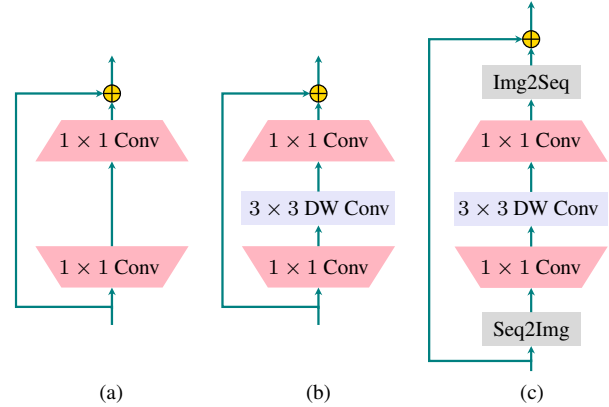 1 × 1 Conv
1 × 1 Conv
(a)
1 × 1 Conv
3 × 3 DW Conv
1 × 1 Conv
(b)
Img2Seq
1 × 1 Conv
3 × 3 DW Conv
1 × 1 Conv
Seq2Img
(c)